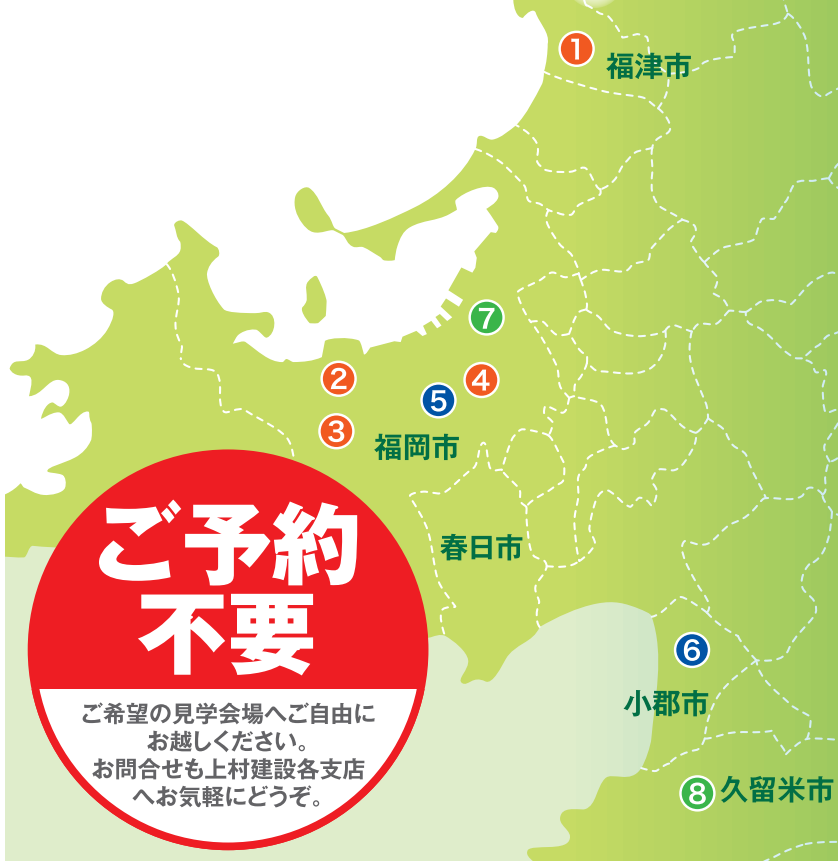 1
福津市
7
2
4
5
3
福岡市
春日市
6
小郡市
8
久留米市
ご予約
不要
ご希望の見学会場へご自由に
お越しください。
お問合せも上村建設各支店
へお気軽にどうぞ。